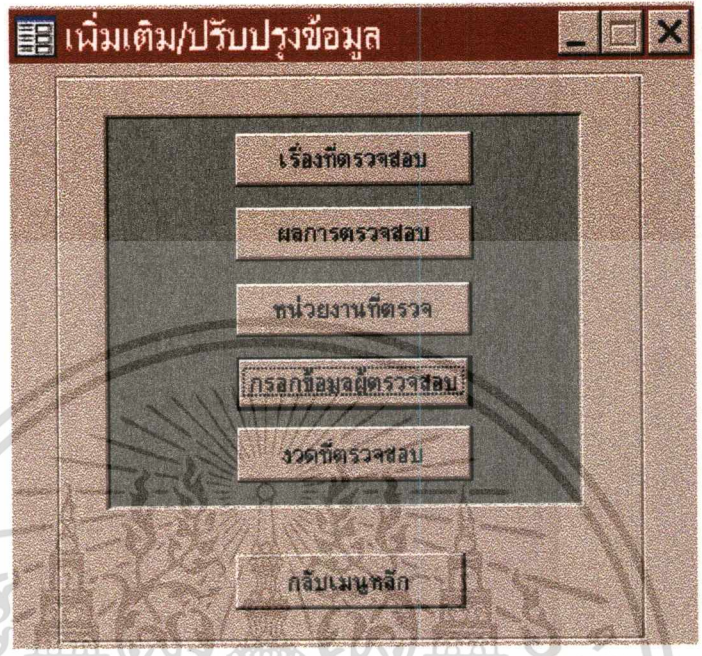 เพิ่มเติม/ปรับปรุงข้อมูล
เรื่องที่ตรวจสอบ
ผลการตรวจสอบ
หน่วยงานที่ตรวจ
กรอกข้อมูลผู้ตรวจสอบ
งวดที่ตรวจสอบ
กลับเมนูหลัก